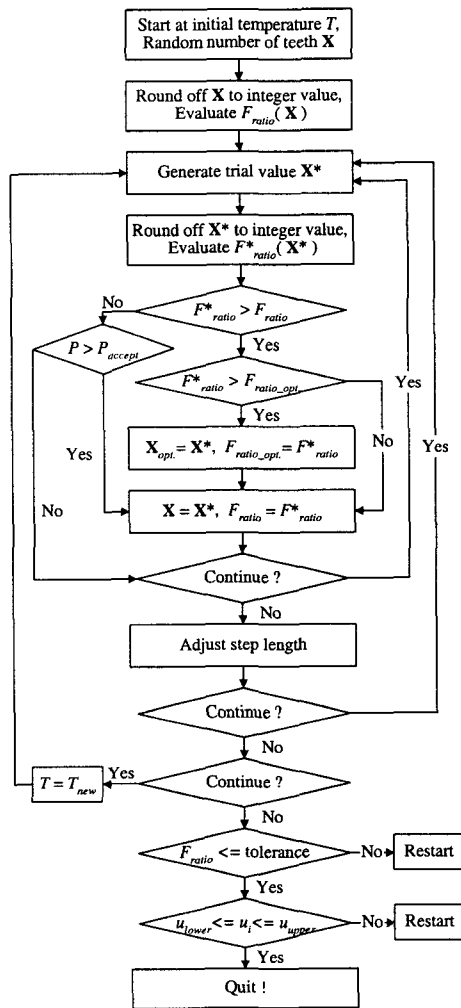 Start at initial temperature T,
Random number of teeth X
Round off X to integer value,
Evaluate F_ratio(X)
Generate trial value X*
Round off X* to integer value,
Evaluate F*_ratio(X*)
No
F*_ratio > F_ratio
Yes
P > P_accept
F*_ratio > F_ratio_opt.
Yes
Yes
Yes
Yes
No
X_opt. = X*, F_ratio_opt. = F*_ratio
No
X = X*, F_ratio = F*_ratio
Continue ?
No
Adjust step length
Continue ?
No
T = T_new
Yes
Continue ?
No
F_ratio <= tolerance
No
Restart
Yes
u_lower <= u_i <= u_upper
No
Restart
Yes
Quit !